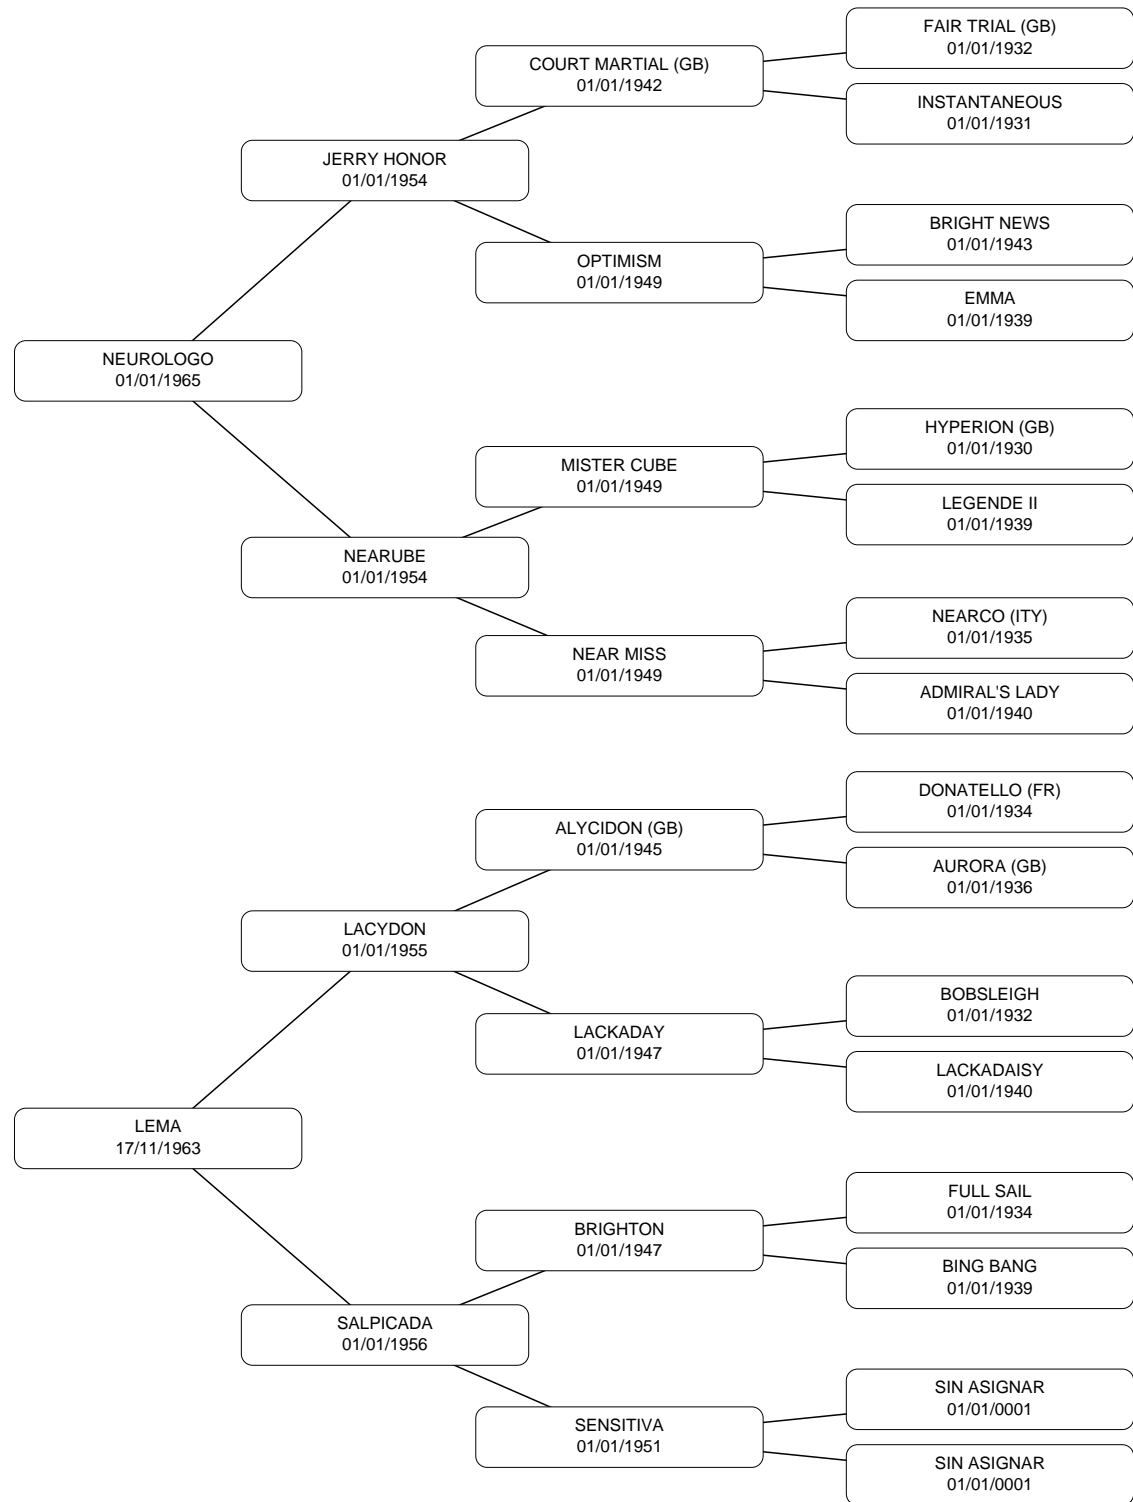 FAIR TRIAL (GB)
01/01/1932
COURT MARTIAL (GB)
01/01/1942
INSTANTANEOUS
01/01/1931
JERRY HONOR
01/01/1954
BRIGHT NEWS
01/01/1943
OPTIMISM
01/01/1949
EMMA
01/01/1939
NEUROLOGO
01/01/1965
HYPERION (GB)
01/01/1930
MISTER CUBE
01/01/1949
LEGENDE II
01/01/1939
NEARUBE
01/01/1954
NEARCO (ITY)
01/01/1935
NEAR MISS
01/01/1949
ADMIRAL'S LADY
01/01/1940
DONATELLO (FR)
01/01/1934
ALYCIDON (GB)
01/01/1945
AURORA (GB)
01/01/1936
LACYDON
01/01/1955
BOBSLEIGH
01/01/1932
LACKADAY
01/01/1947
LACKADAISY
01/01/1940
LEMA
17/11/1963
FULL SAIL
01/01/1934
BRIGHTON
01/01/1947
BING BANG
01/01/1939
SALPICADA
01/01/1956
SIN ASIGNAR
01/01/0001
SENSITIVA
01/01/1951
SIN ASIGNAR
01/01/0001